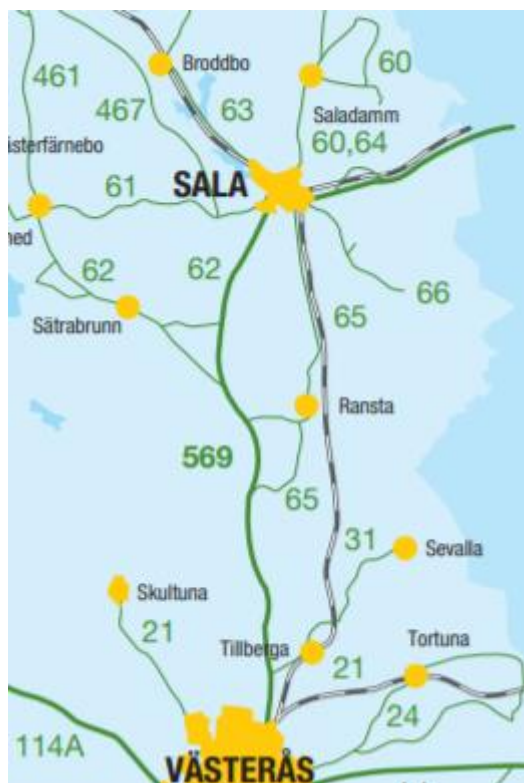 Broddbo
60
461
467
63
Saladamm
60,64
ästerfärnebo
SALA
61
ned
62
62
66
65
Sätrabrunn
Ransta
569
65
31
Sevalla
Skultuna
21
Tillberga
21
Tortuna
24
114A
VÄSTERÅS